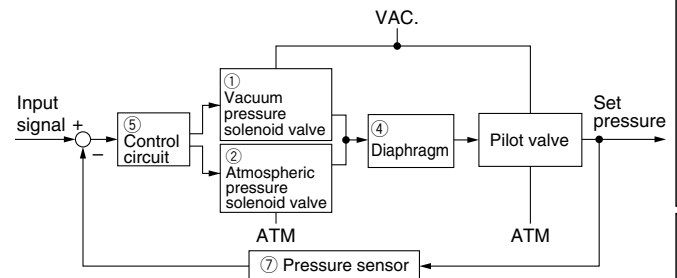 VAC.
Input
signal
+
−
⑤
Control
circuit
①
Vacuum
pressure
solenoid valve
②
Atmospheric
pressure
solenoid valve
ATM
④
Diaphragm
Pilot valve
ATM
Set
pressure
⑦ Pressure sensor